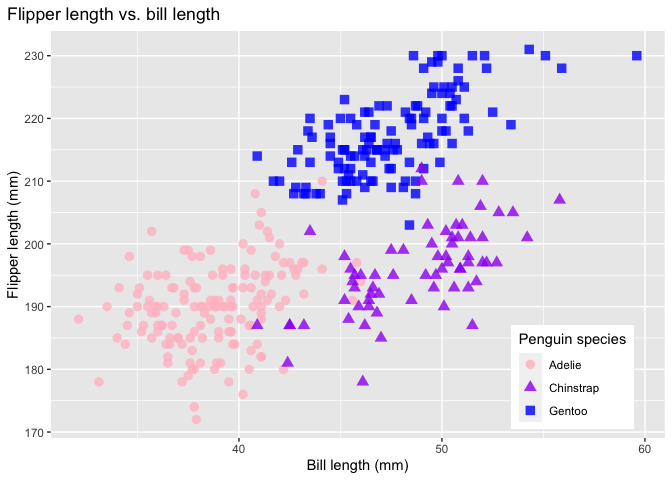 Flipper length vs. bill length
230
220
210
200
190
180
170
Flipper length (mm)
40
50
60
Bill length (mm)
Penguin species
Adelie
Chinstrap
Gentoo